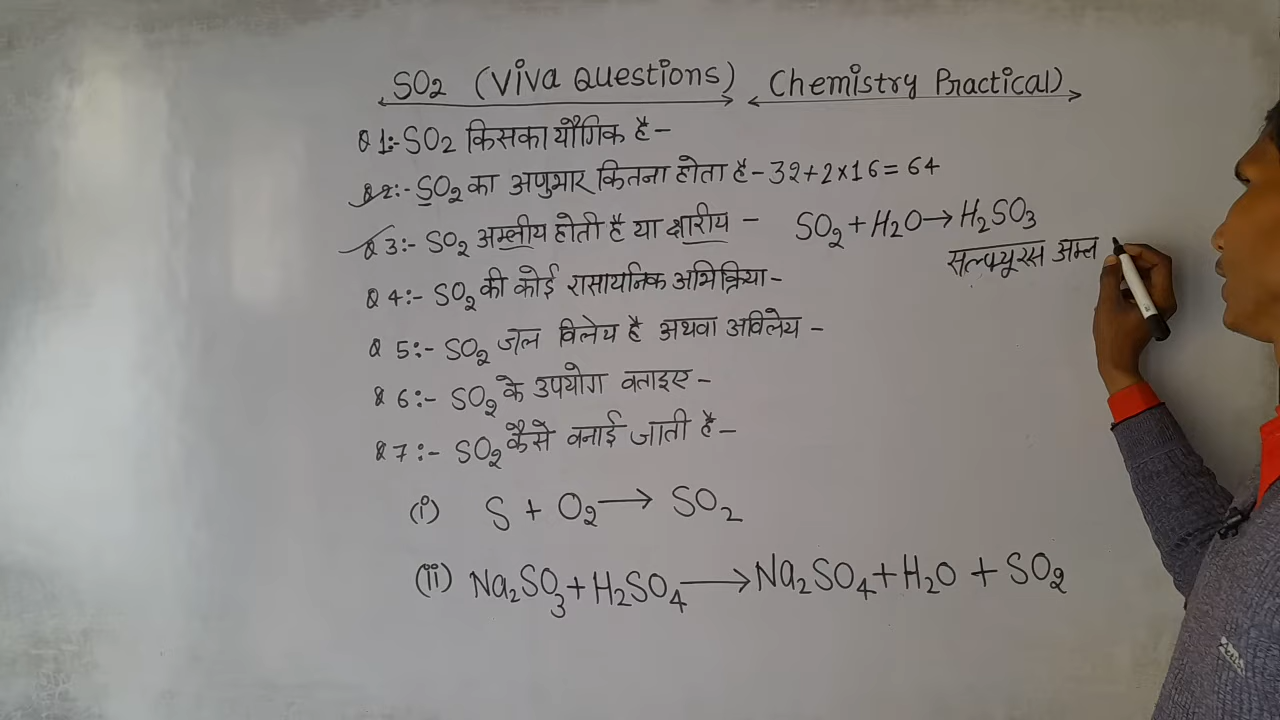 SO2 (Viva Questions) Chemistry Practical)
Q 1:- SO2 किसका यौगिक है -
Q 2:- SO2 का अणुभार कितना होता है - 32+2×16 = 64
Q 3:- SO2 अम्लीय होती है या क्षारीय - SO2 + H2O → H2SO3
सल्फ्यूरस अम्ल
Q 4:- SO2 की कोई रासायनिक अभिक्रिया -
Q 5:- SO2 जल विलेय है अथवा अविलेय -
Q 6:- SO2 के उपयोग बताइए -
Q 7:- SO2 कैसे बनाई जाती है -
(i) S + O2 → SO2
(ii) Na2SO3 + H2SO4 → Na2SO4 + H2O + SO2